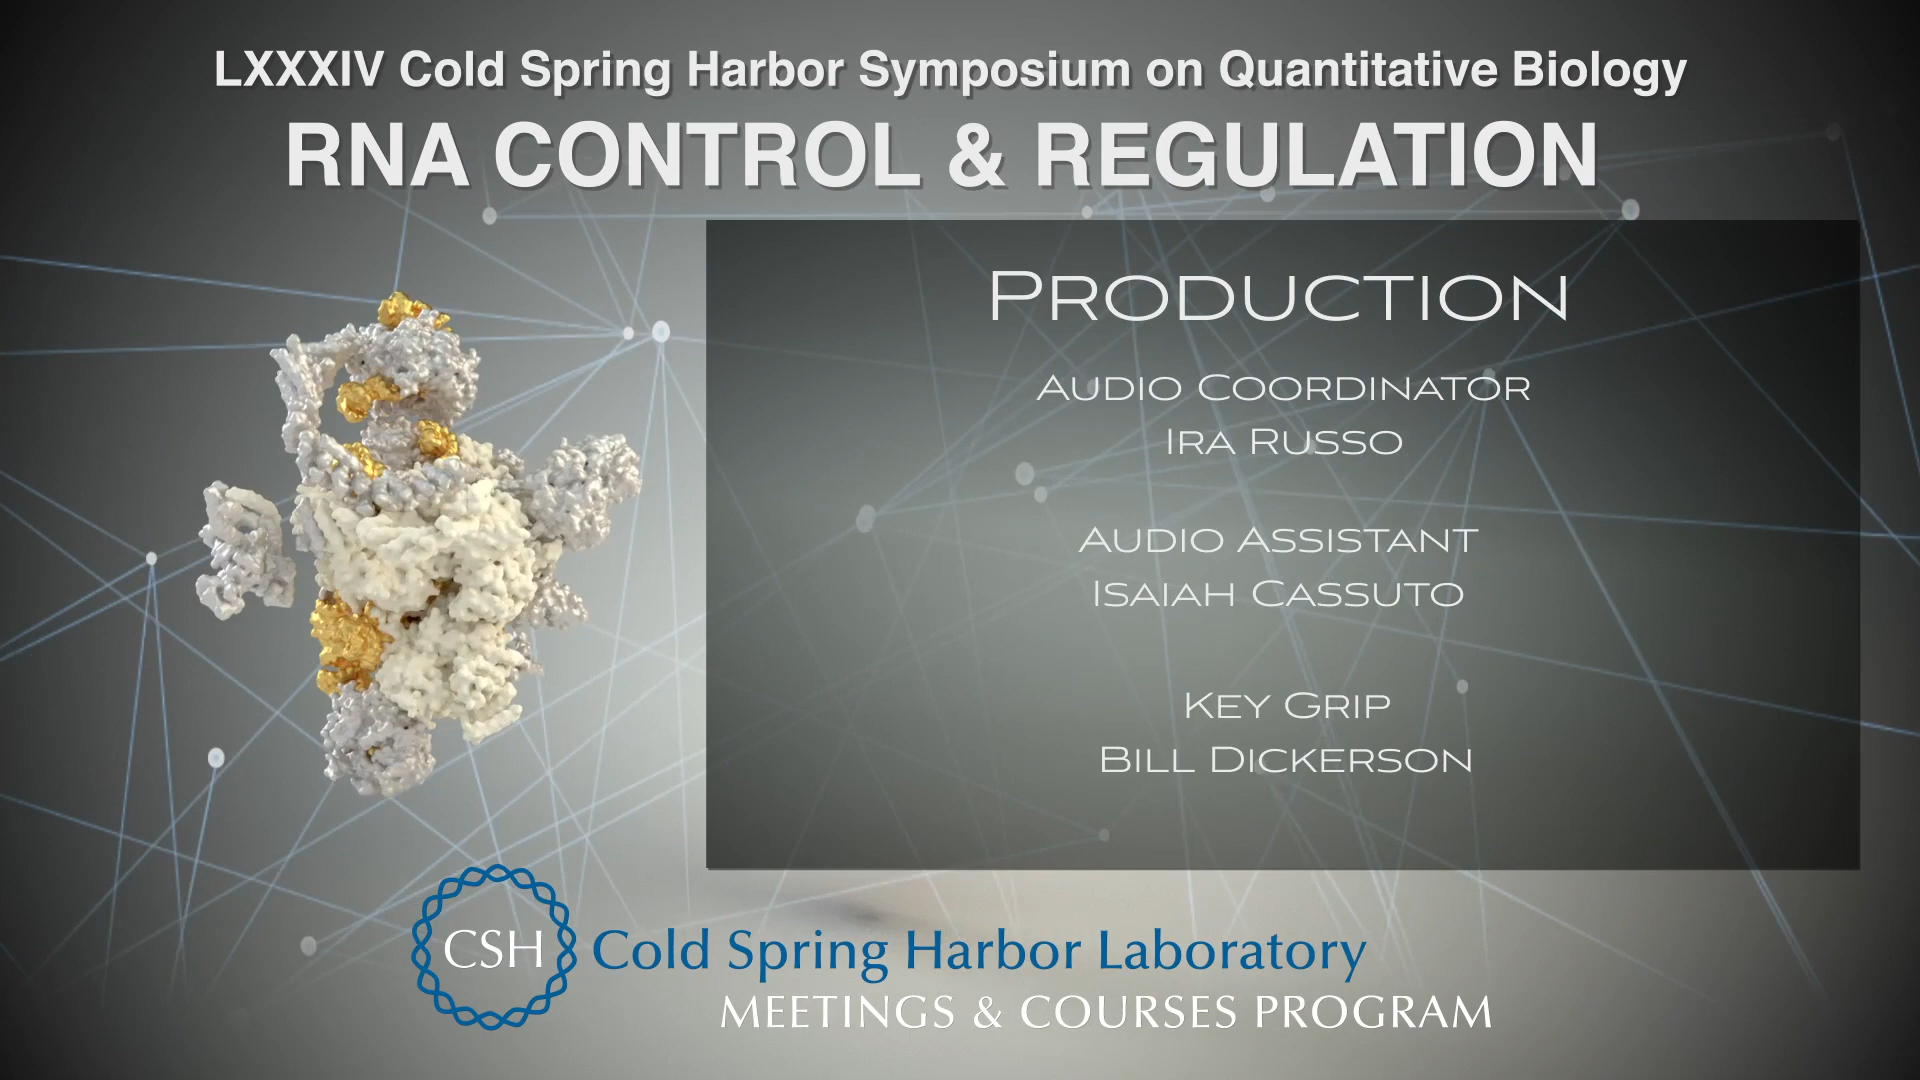 LXXXIV Cold Spring Harbor Symposium on Quantitative Biology
RNA CONTROL & REGULATION
PRODUCTION
AUDIO COORDINATOR
IRA RUSSO
AUDIO ASSISTANT
ISAIAH CASSUTO
KEY GRIP
BILL DICKERSON
CSH Cold Spring Harbor Laboratory
MEETINGS & COURSES PROGRAM